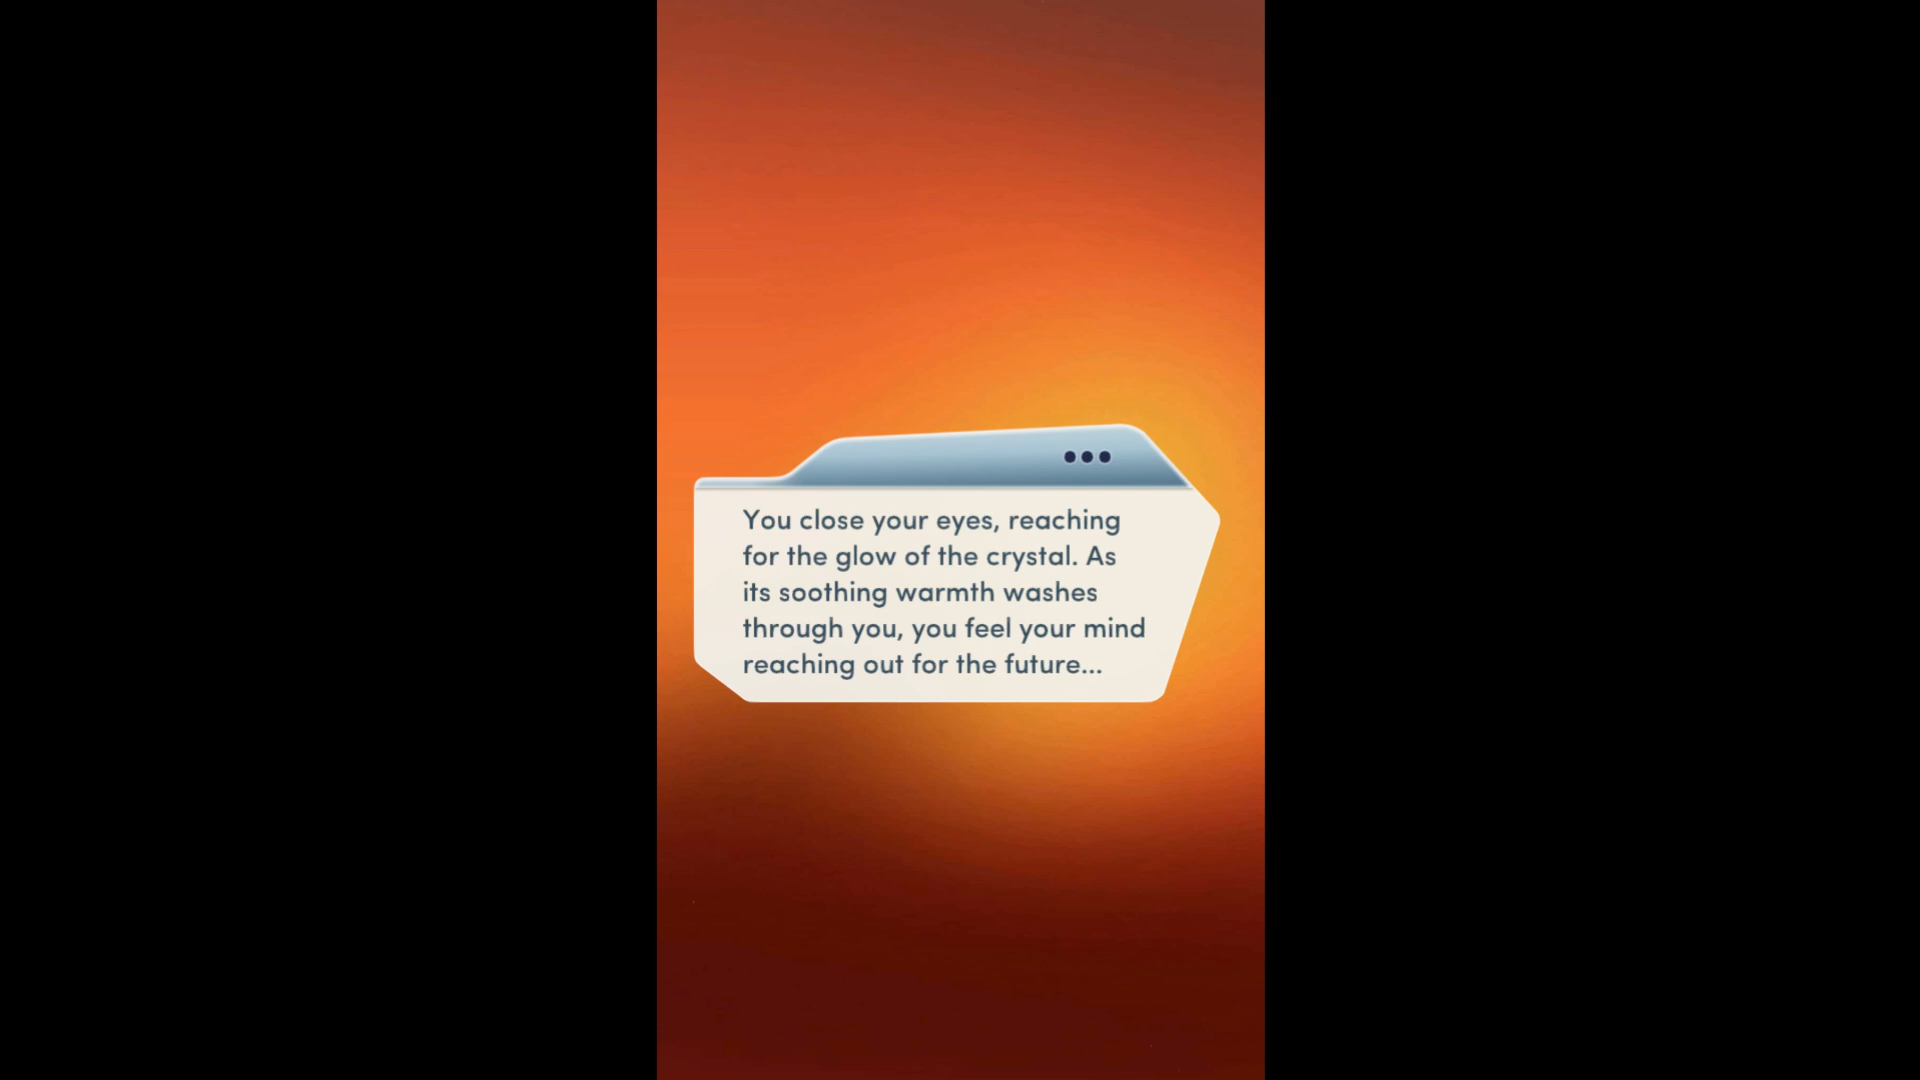 You close your eyes, reaching
for the glow of the crystal. As
its soothing warmth washes
through you, you feel your mind
reaching out for the future...